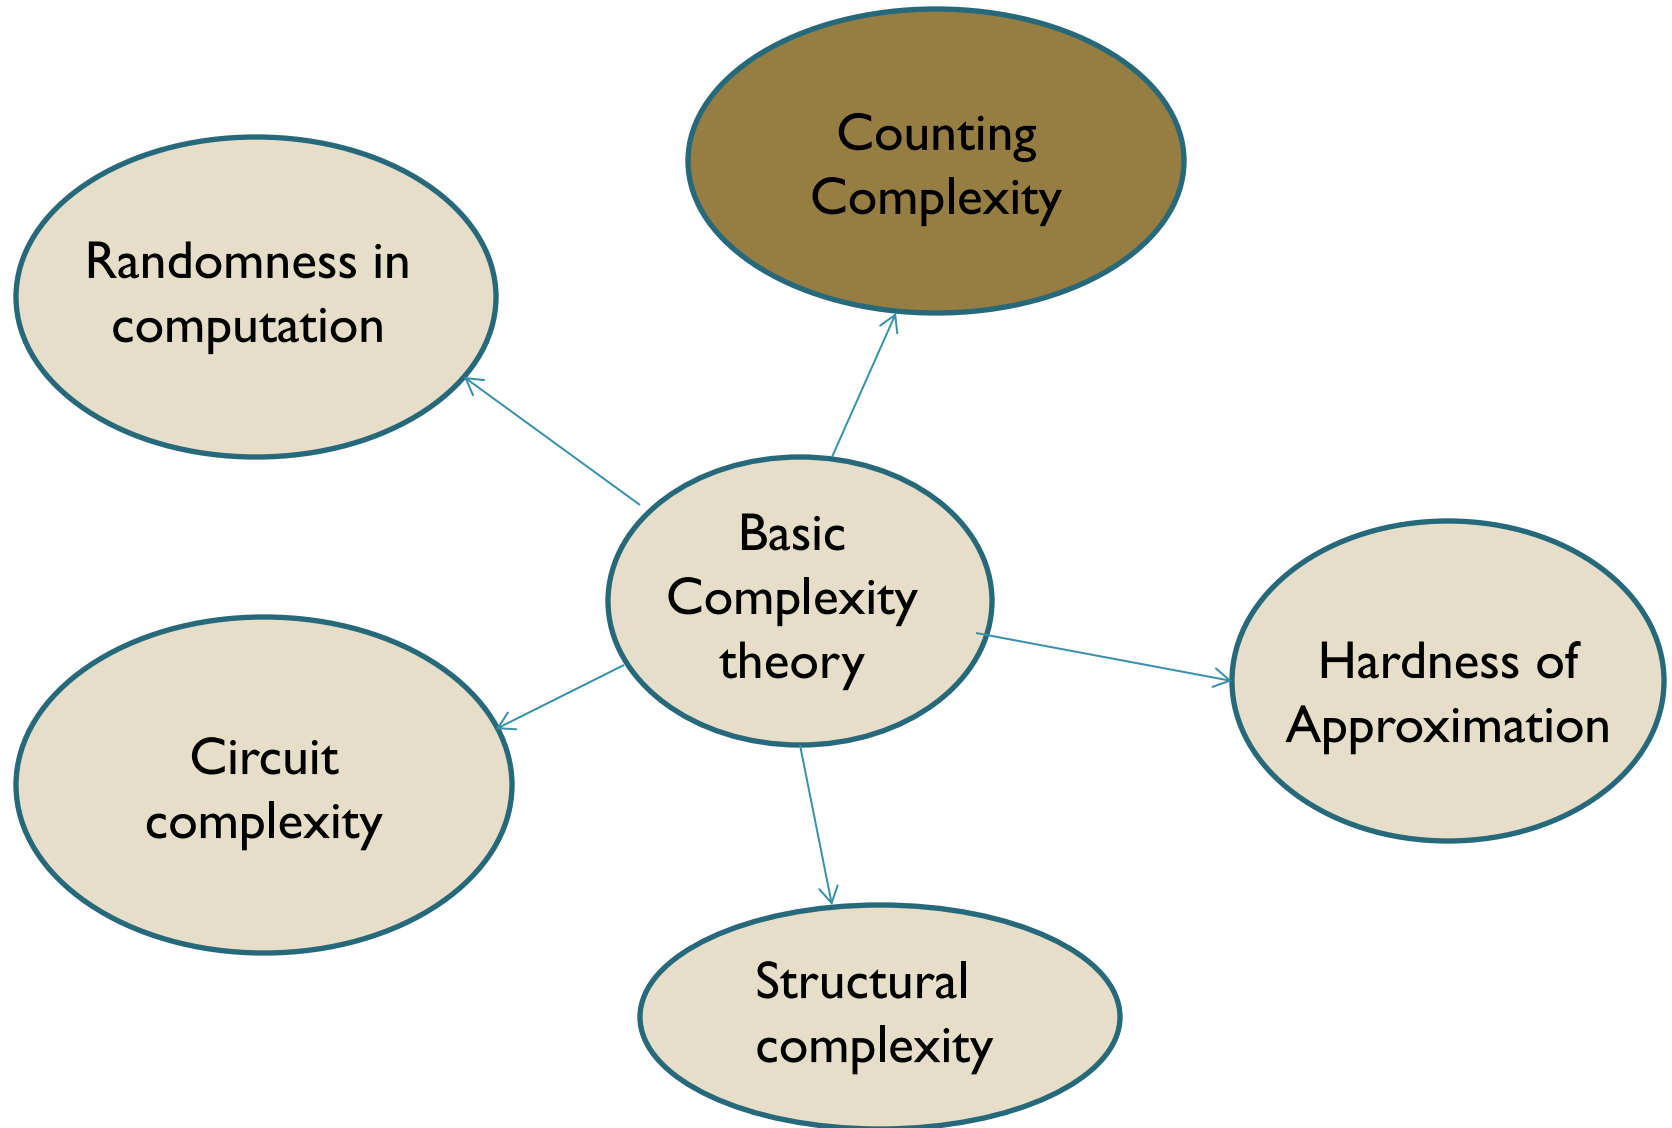 Counting
Complexity
Randomness in
computation
Basic
Complexity
theory
Hardness of
Approximation
Circuit
complexity
Structural
complexity